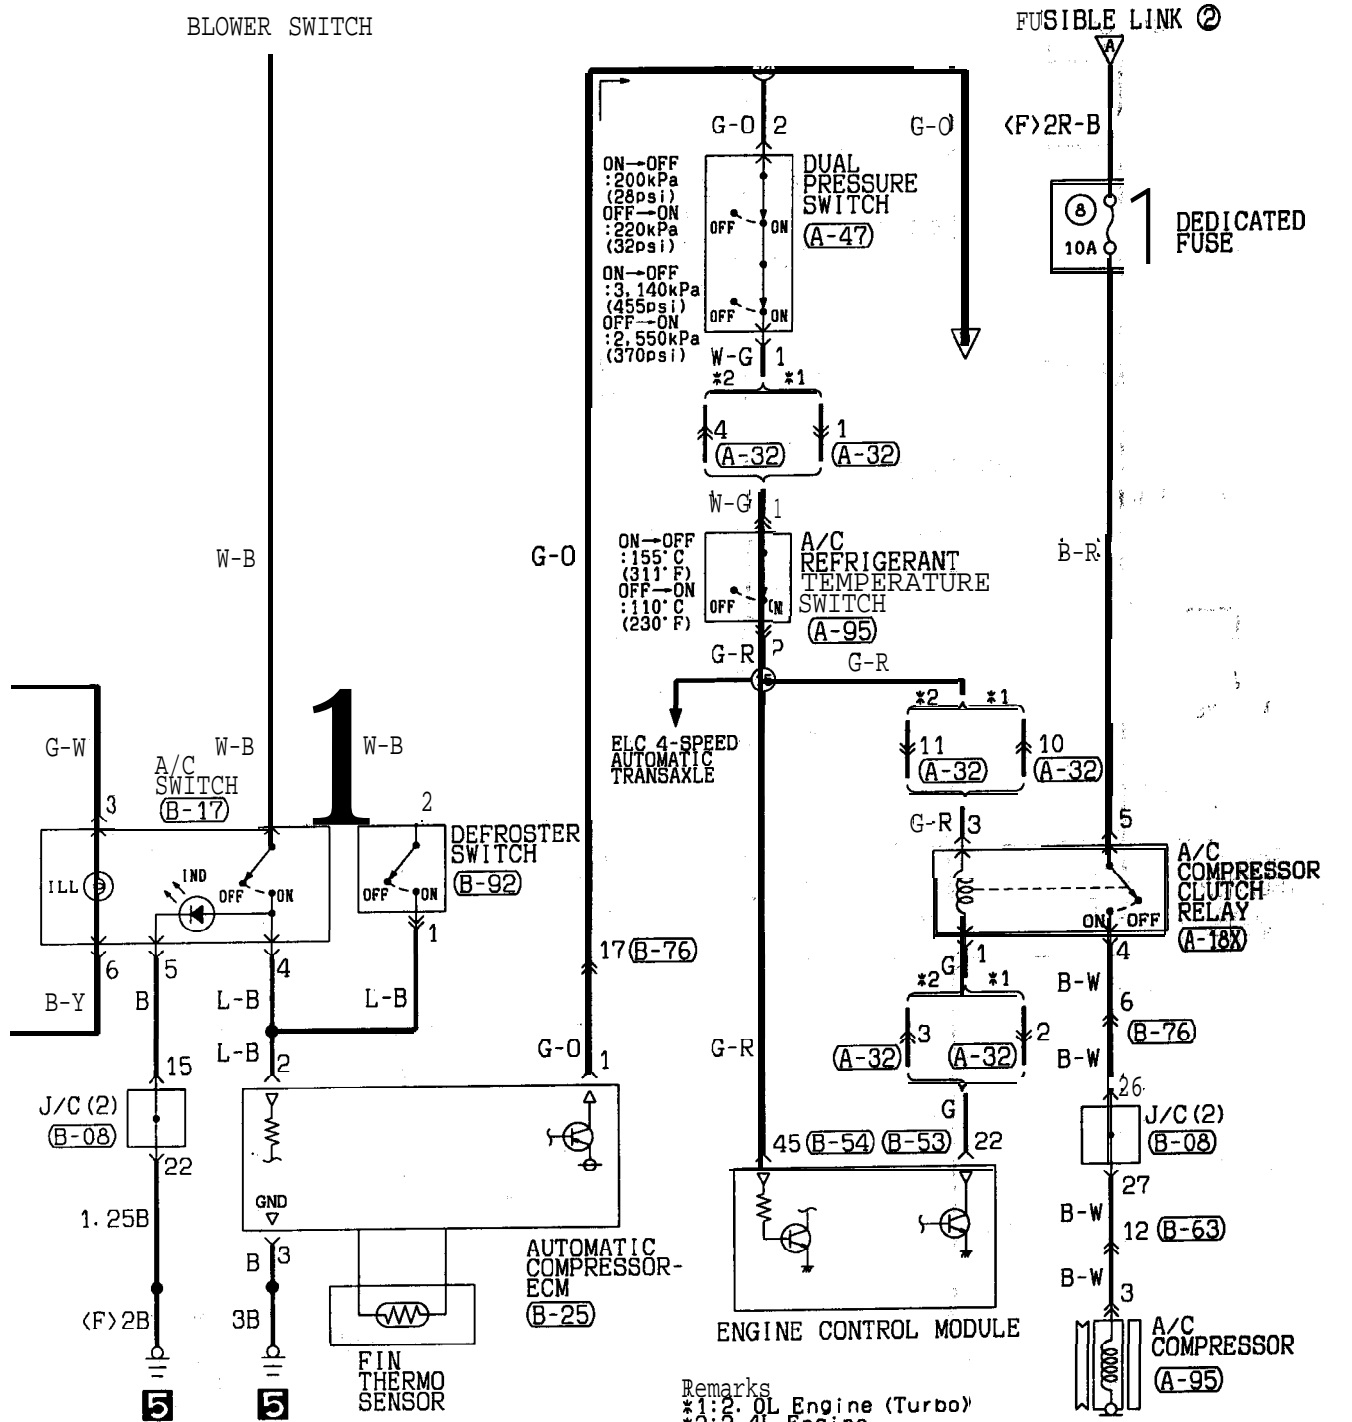 BLOWER SWITCH
FUSIBLE LINK ②
A
G-O 2
G-O
<F>2R-B
ON→OFF
:200kPa
(28psi)
OFF→ON
:220kPa
(32psi)
ON→OFF
:3,140kPa
(455psi)
OFF→ON
:2,550kPa
(370psi)
OFF ON
OFF ON
DUAL
PRESSURE
SWITCH
A-47
8
10A
1
DEDICATED
FUSE
W-G 1
*2 *1
4
A-32
1
A-32
W-G 1
W-B
G-O
B-R
ON→OFF
:155°C
(311°F)
OFF→ON
:110°C
(230°F)
OFF
A/C
REFRIGERANT
TEMPERATURE
SWITCH
A-95
G-R
G-R
ELC 4-SPEED
AUTOMATIC
TRANSAXLE
*2 *1
11
A-32
10
A-32
G-W
W-B
1
W-B
A/C
SWITCH
B-17
3
2
ILL
IND
OFF ON
OFF ON
DEFROSTER
SWITCH
B-92
G-R 3
5
ON OFF
A/C
COMPRESSOR
CLUTCH
RELAY
A-18X
6
5
4
1
17 B-76
G 1
4
B-Y
B
L-B
L-B
*2 *1
B-W
6
B-76
3
A-32
2
A-32
B-W
15
L-B 2
G-O 1
G-R
26
J/C(2)
B-08
22
G
45 B-54
B-53 22
J/C(2)
B-08
27
GND
1.25B
B-W
12 B-63
B 3
B-W
3
AUTOMATIC
COMPRESSOR-
ECM
B-25
<F>2B
3B
FIN
THERMO
SENSOR
ENGINE CONTROL MODULE
A/C
COMPRESSOR
A-95
5
5
Remarks
*1:2.0L Engine (Turbo)
*2:2.4L Engine